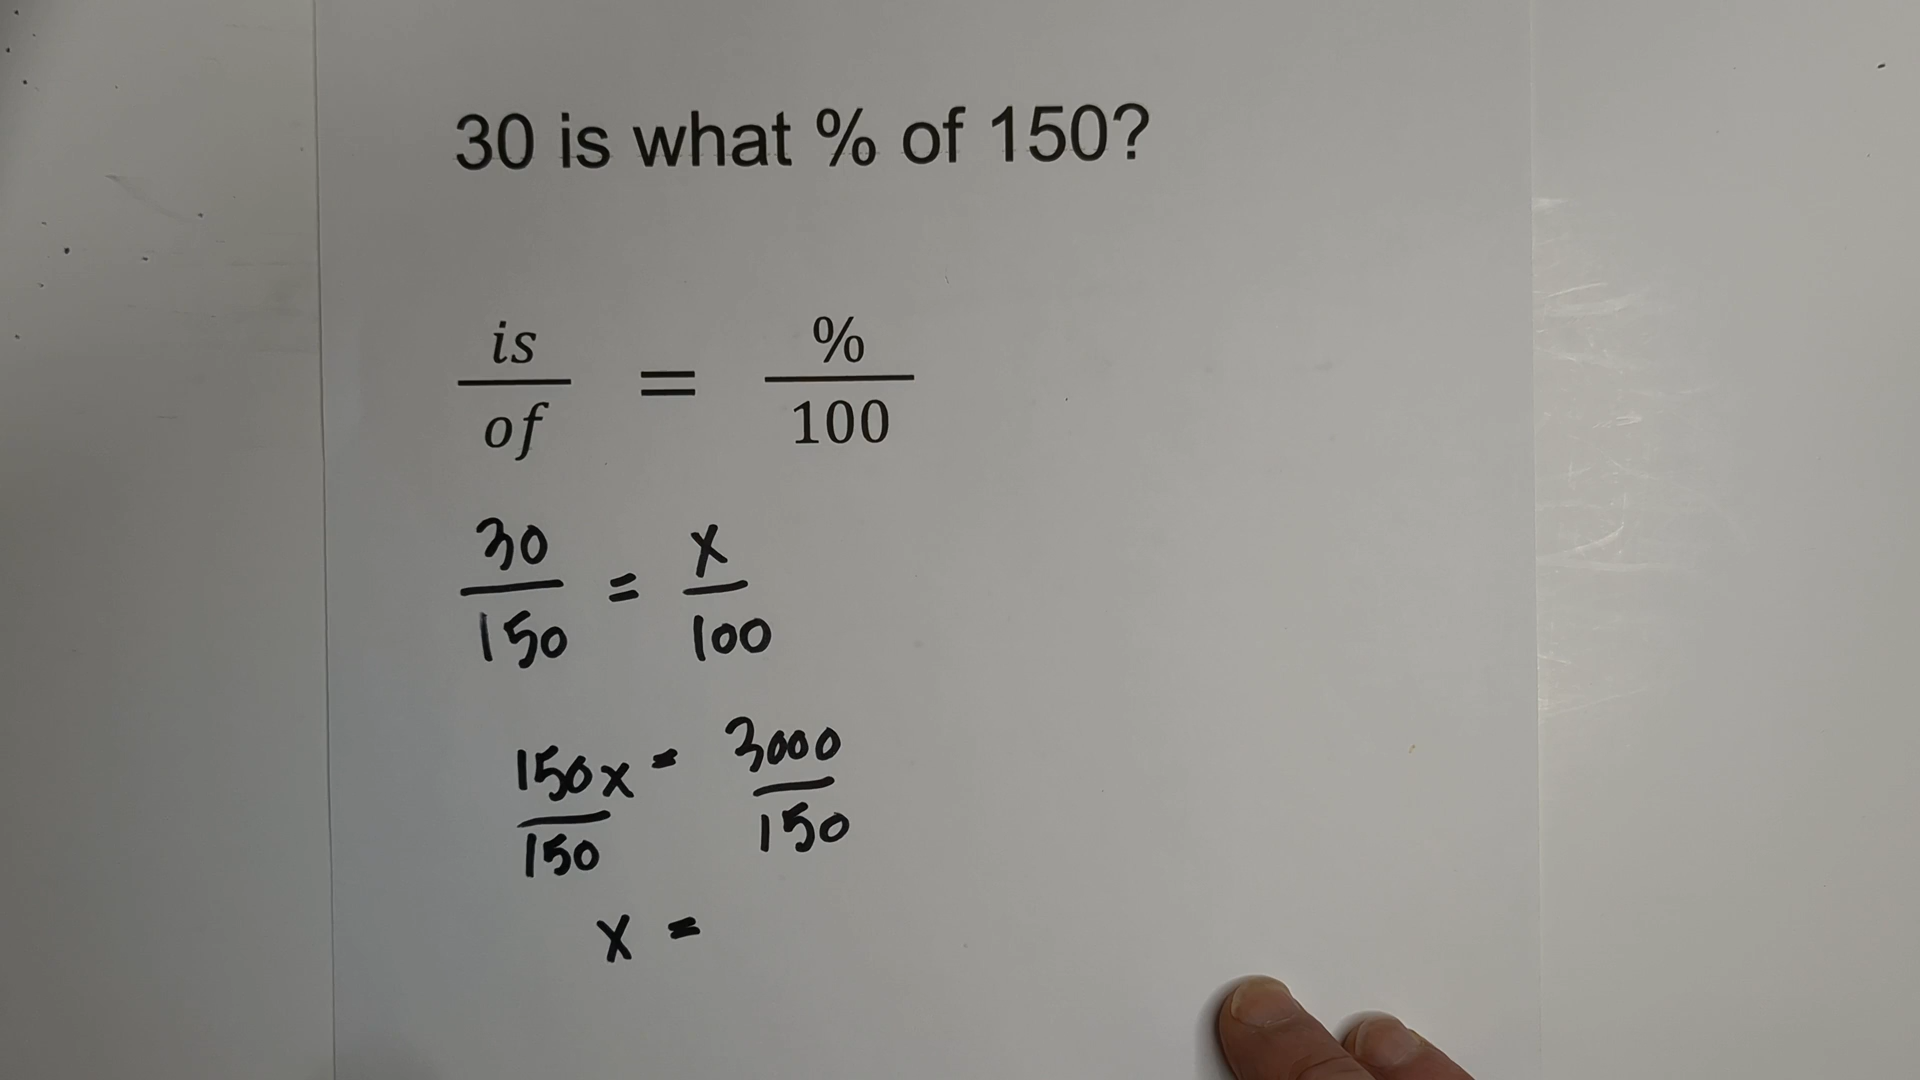 30 is what % of 150?
is/of = %/100
30/150 = x/100
150x/150 = 3000/150
x =